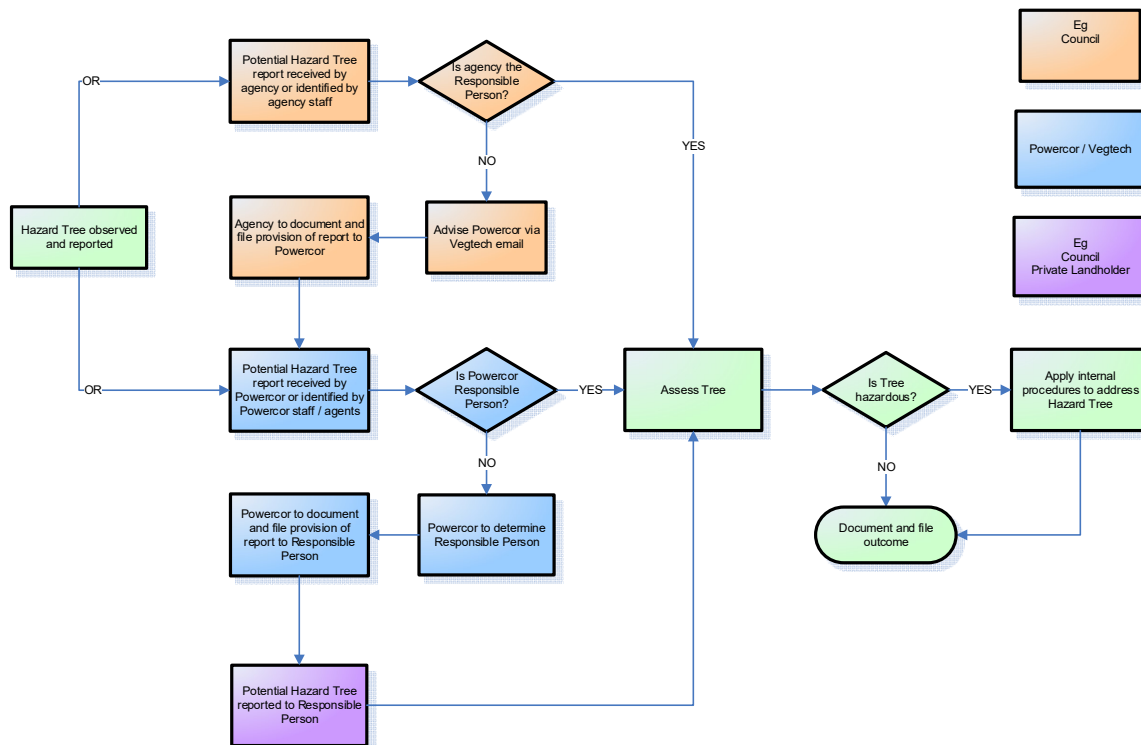 Eg
Council
Potential Hazard Tree
report received by
agency or identified by
agency staff
Is agency the
Responsible
Person?
OR
YES
NO
Powercor / Vegtech
Hazard Tree observed
and reported
Agency to document and
file provision of report to
Powercor
Advise Powercor via
Vegtech email
Eg
Council
Private Landholder
OR
Potential Hazard Tree
report received by
Powercor or identified by
Powercor staff / agents
Is Powercor
Responsible
Person?
YES
Assess Tree
Is Tree
hazardous?
YES
Apply internal
procedures to address
Hazard Tree
NO
NO
Powercor to document
and file provision of
report to Responsible
Person
Powercor to determine
Responsible Person
Document and file
outcome
Potential Hazard Tree
reported to Responsible
Person